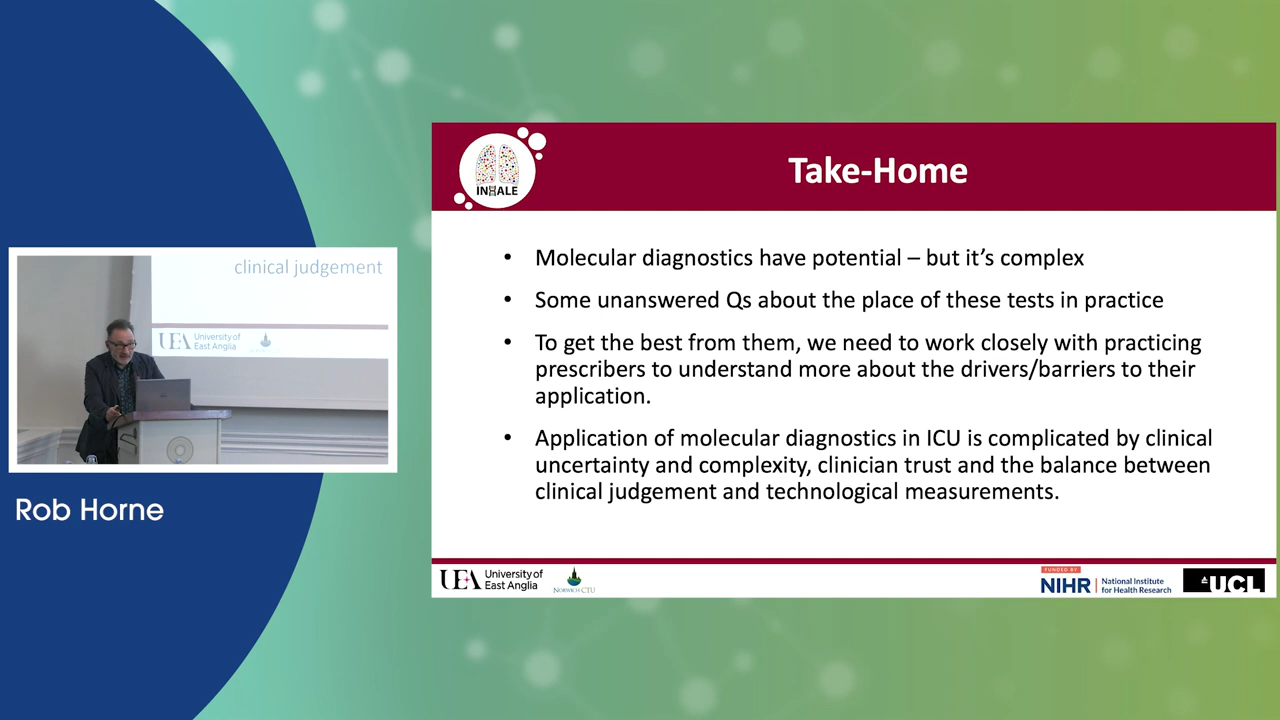 clinical judgement
UEA University of
East Anglia
Rob Horne
INHALE
Take-Home
• Molecular diagnostics have potential – but it's complex
• Some unanswered Qs about the place of these tests in practice
• To get the best from them, we need to work closely with practicing
prescribers to understand more about the drivers/barriers to their
application.
• Application of molecular diagnostics in ICU is complicated by clinical
uncertainty and complexity, clinician trust and the balance between
clinical judgement and technological measurements.
UEA University of
East Anglia
NORWICH CTU
FUNDED BY
NIHR | National Institute
for Health Research
UCL